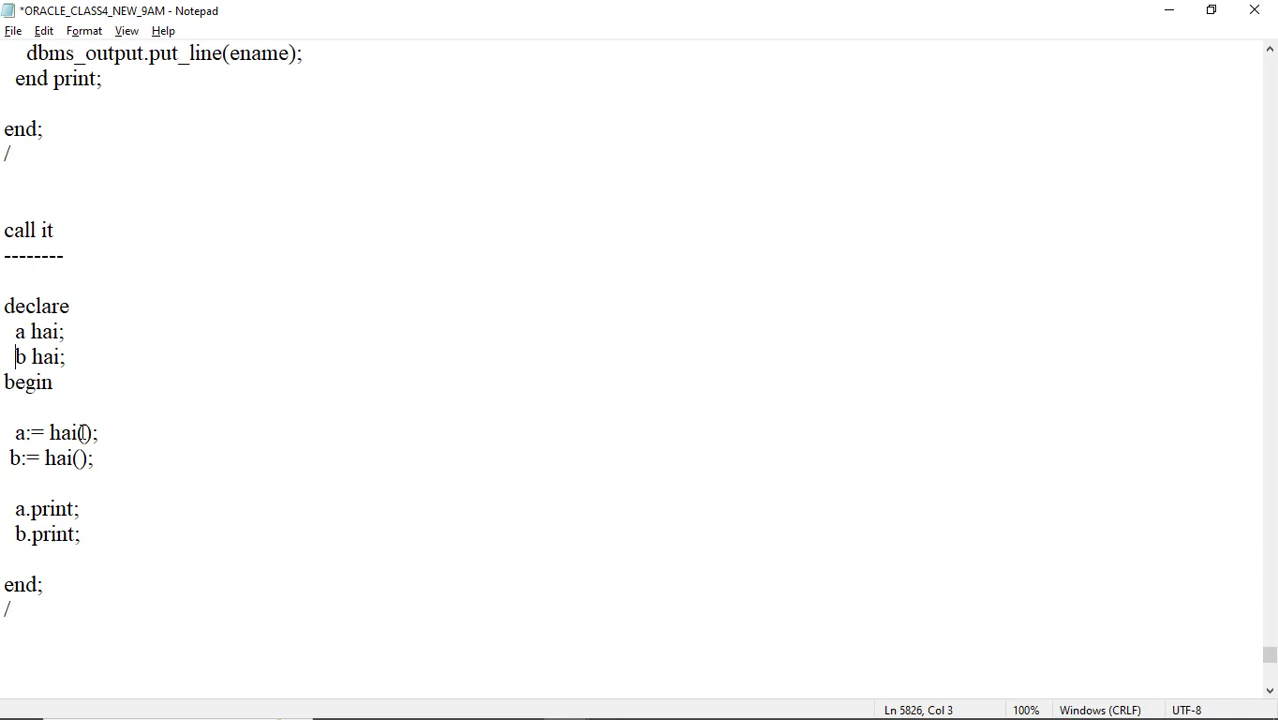 *ORACLE_CLASS4_NEW_9AM - Notepad
File Edit Format View Help
dbms_output.put_line(ename);
end print;
end;
/
call it
--------
declare
a hai;
b hai;
begin
a:= hai();
b:= hai();
a.print;
b.print;
end;
/
Ln 5826, Col 3 100% Windows (CRLF) UTF-8